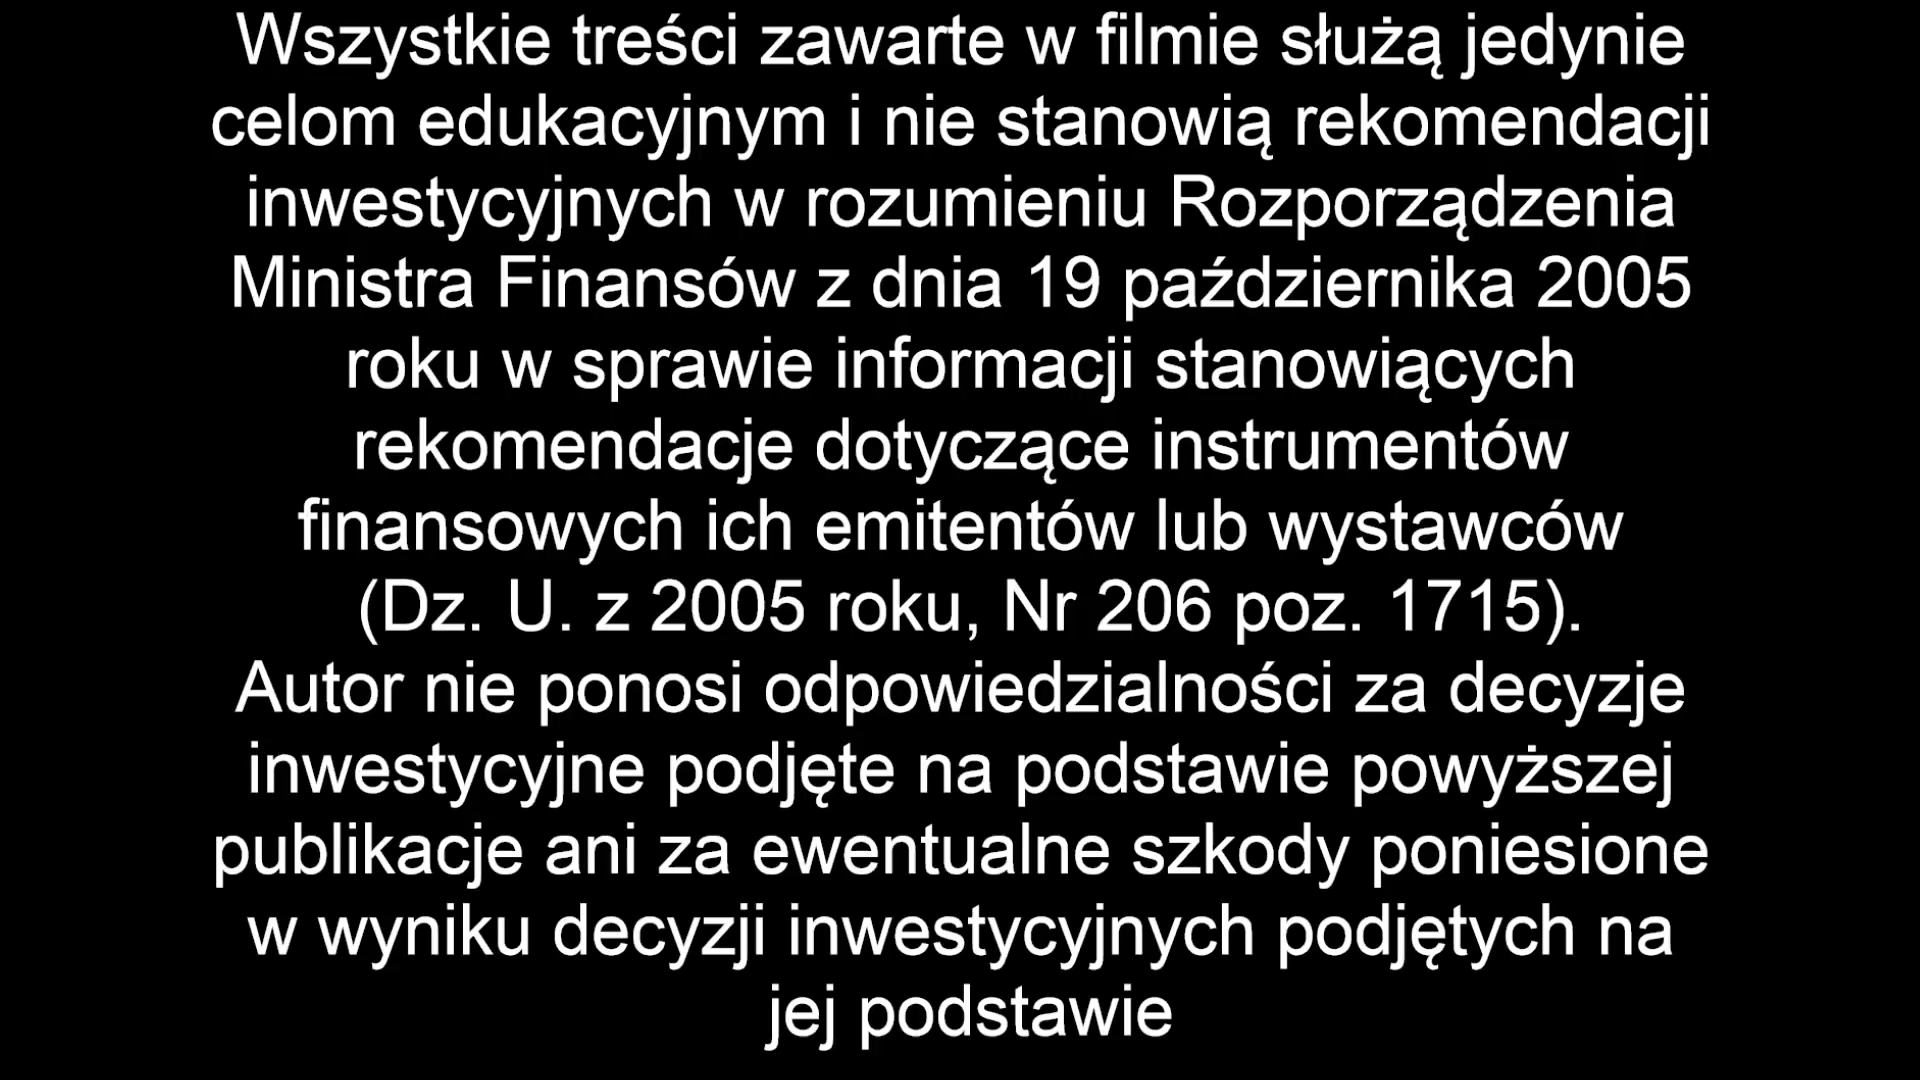 Wszystkie treści zawarte w filmie służą jedynie
celom edukacyjnym i nie stanowią rekomendacji
inwestycyjnych w rozumieniu Rozporządzenia
Ministra Finansów z dnia 19 października 2005
roku w sprawie informacji stanowiących
rekomendacje dotyczące instrumentów
finansowych ich emitentów lub wystawców
(Dz. U. z 2005 roku, Nr 206 poz. 1715).
Autor nie ponosi odpowiedzialności za decyzje
inwestycyjne podjęte na podstawie powyższej
publikacje ani za ewentualne szkody poniesione
w wyniku decyzji inwestycyjnych podjętych na
jej podstawie